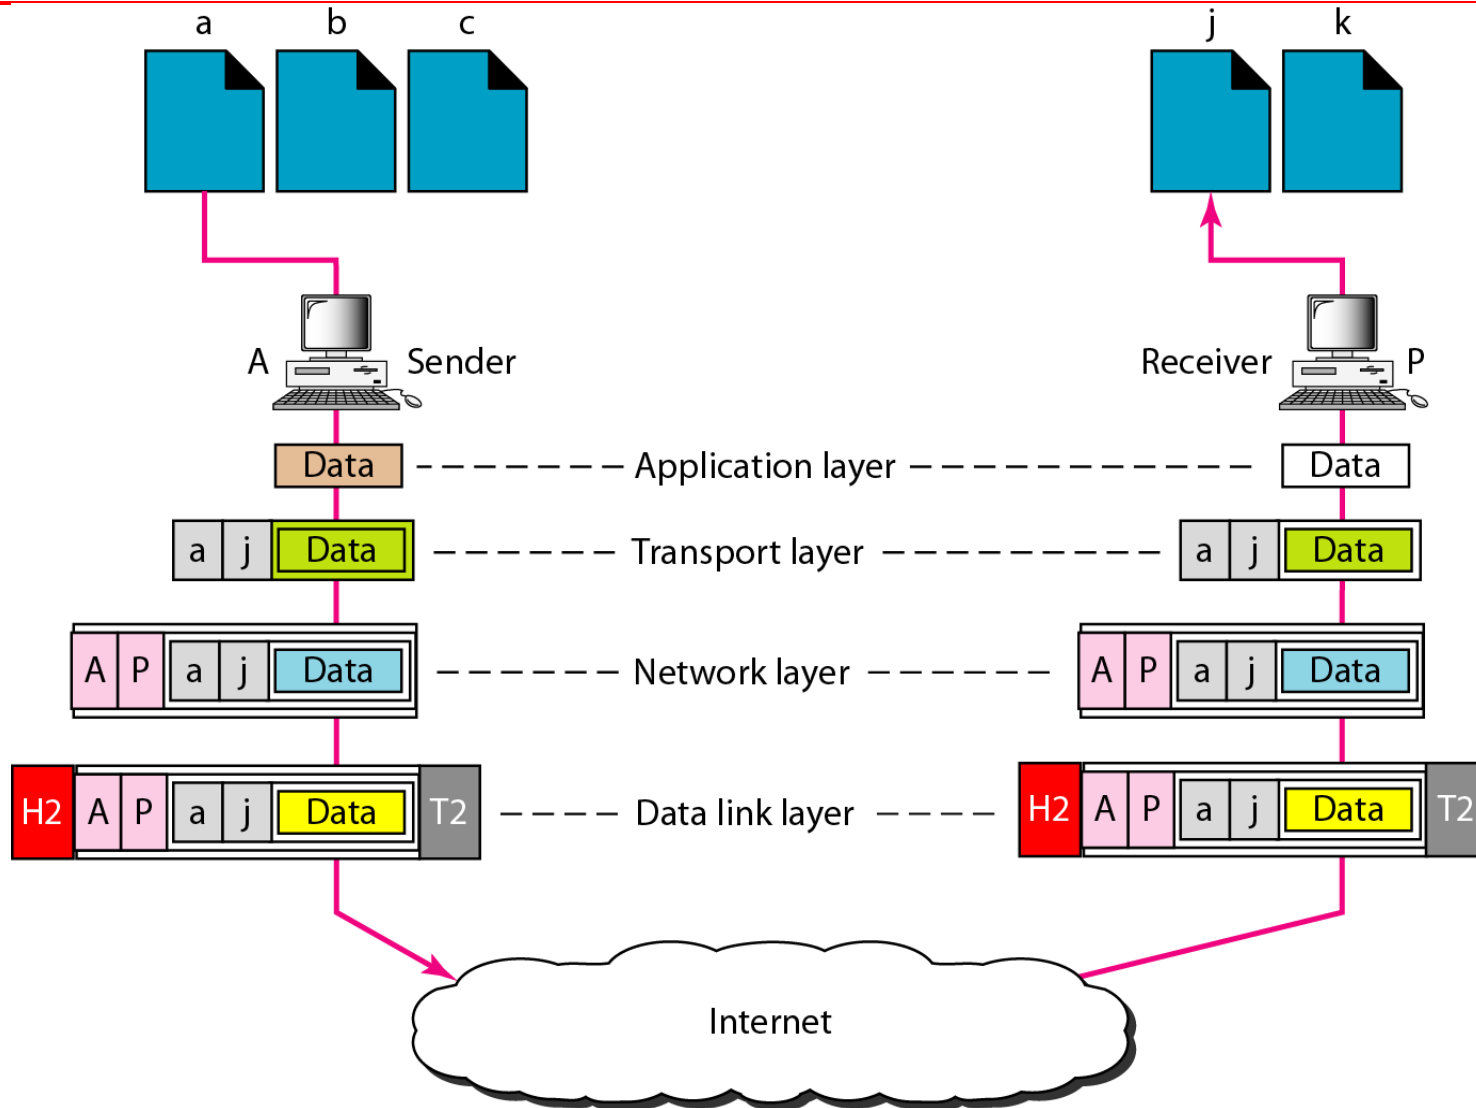 a b c j k
A Sender Receiver P
Data Application layer Data
a j Data Transport layer a j Data
A P a j Data Network layer A P a j Data
H2 A P a j Data T2 Data link layer H2 A P a j Data T2
Internet